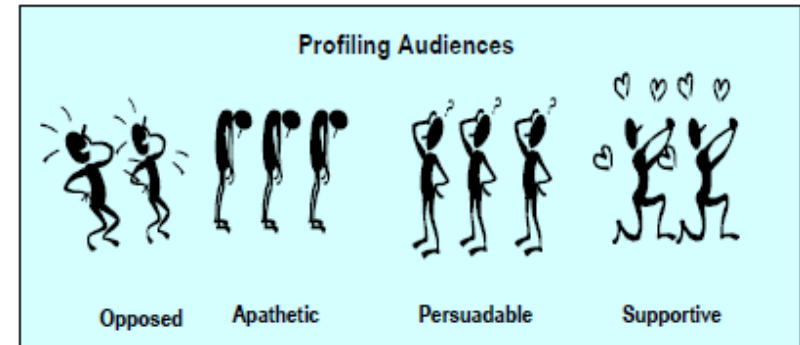 Profiling Audiences
? ? ?
Opposed Apathetic Persuadable Supportive